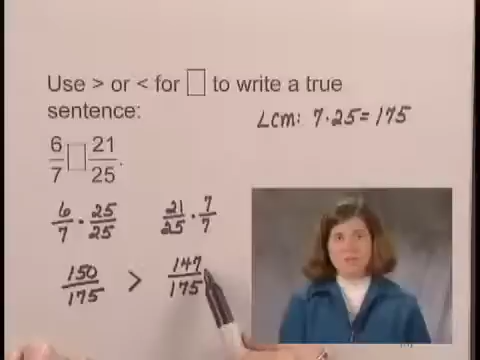 Use > or < for □ to write a true
sentence:
Lcm: 7·25=175
6/7 □ 21/25.
6/7 · 25/25   21/25 · 7/7
150/175 > 147/175